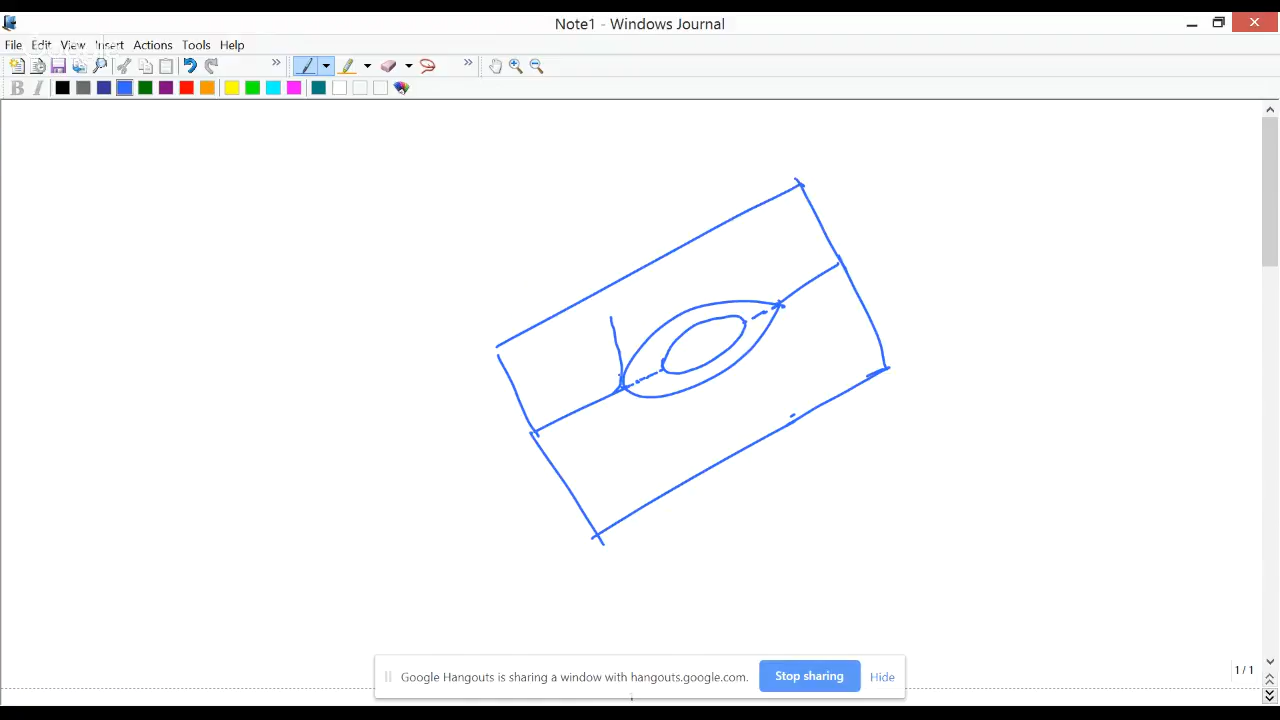 Note1 - Windows Journal
File Edit View Insert Actions Tools Help
B I
1 / 1
Google Hangouts is sharing a window with hangouts.google.com. Stop sharing Hide